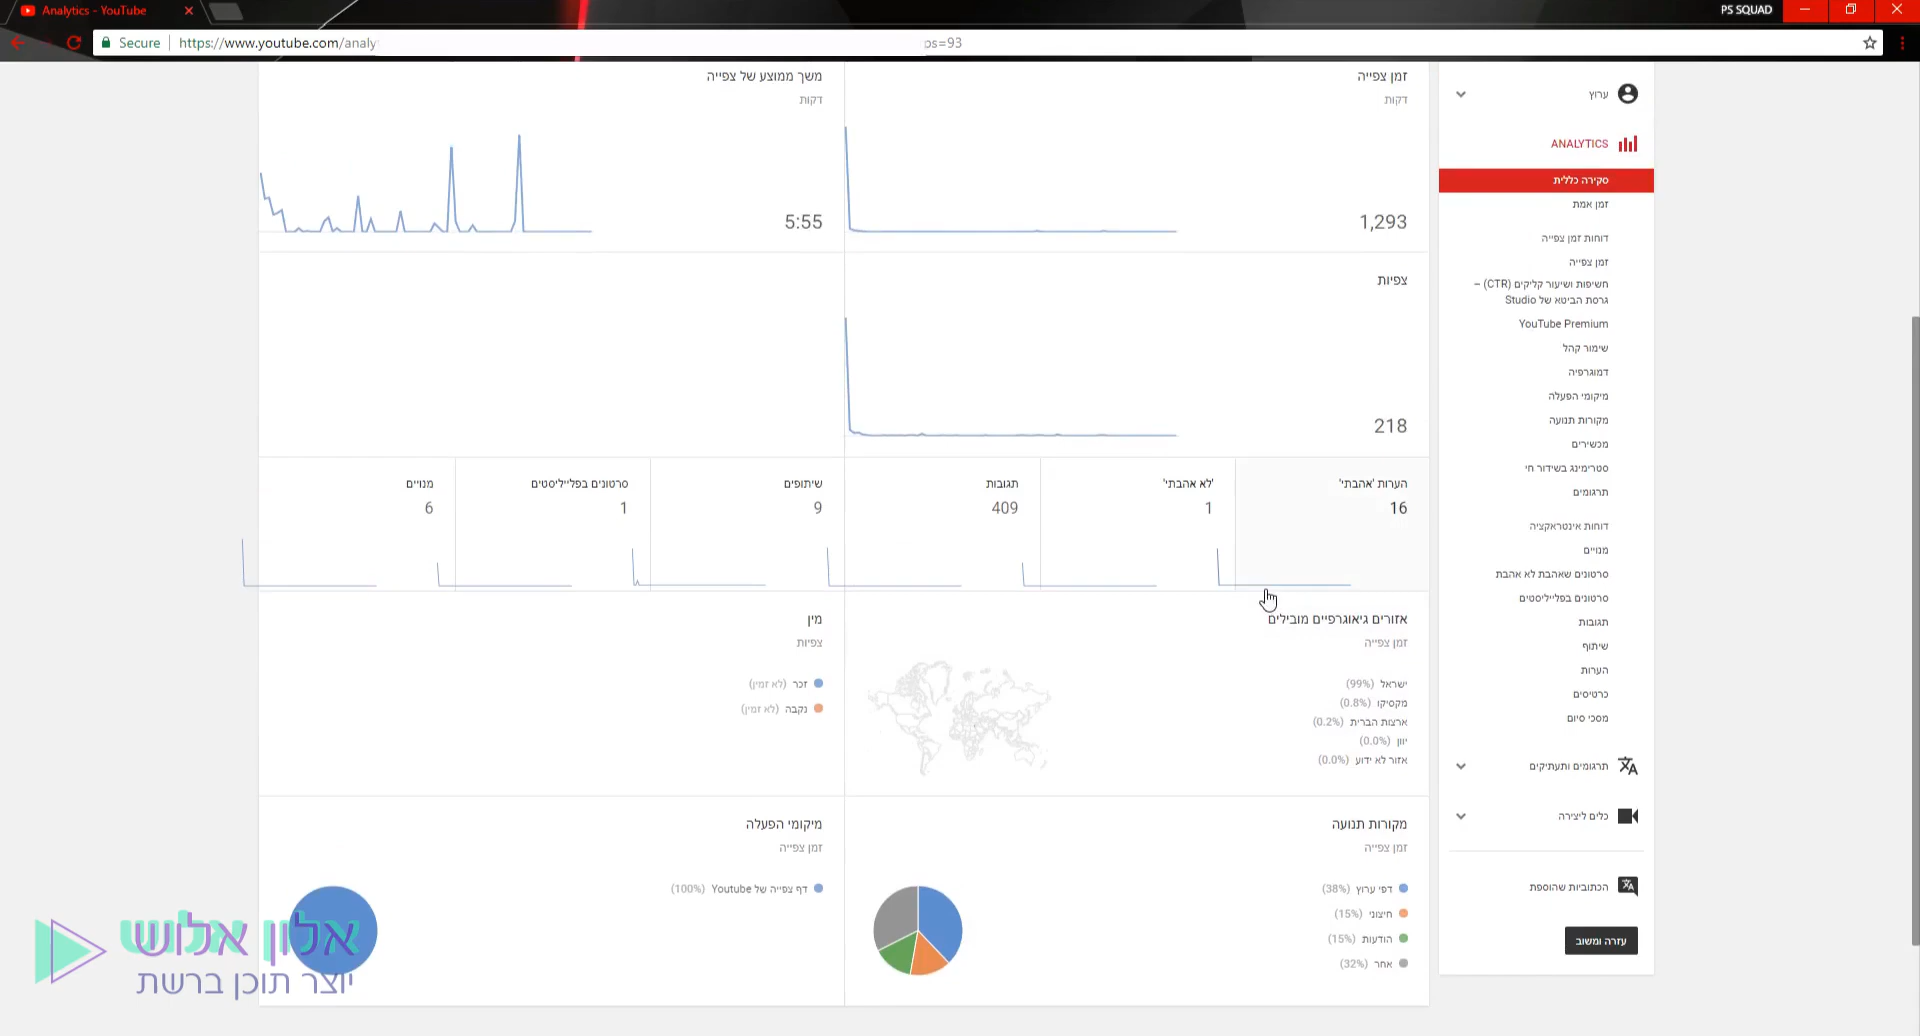 Analytics - YouTube
PS SQUAD
Secure
https://www.youtube.com/analy
ps=93
ערוץ
ANALYTICS
סקירה כללית
זמן אמת
דוחות זמן צפייה
זמן צפייה
חשיפות ושיעור קליקים (CTR) –
גרסת הביטא של Studio
YouTube Premium
שימור קהל
דמוגרפיה
מיקומי הפעלה
מקורות תנועה
מכשירים
סטרימינג בשידור חי
תרגומים
דוחות אינטראקציה
מנויים
סרטונים שאהבת לא אהבת
סרטונים בפלייליסטים
תגובות
שיתוף
הערות
כרטיסים
מסכי סיום
תרגומים ותעתיקים
כלים ליצירה
הכתוביות שהוספת
עזרה ומשוב
זמן צפייה
דקות
1,293
משך ממוצע של צפייה
דקות
5:55
צפיות
218
הערות 'אהבתי'
16
'לא אהבתי'
1
תגובות
409
שיתופים
9
סרטונים בפלייליסטים
1
מנויים
6
אזורים גיאוגרפיים מובילים
זמן צפייה
ישראל (99%)
מקסיקו (0.8%)
ארצות הברית (0.2%)
יוון (0.0%)
אזור לא ידוע (0.0%)
מין
צפיות
זכר (לא זמין)
נקבה (לא זמין)
מקורות תנועה
זמן צפייה
דפי ערוץ (38%)
חיצוני (15%)
הודעות (15%)
אחר (32%)
מיקומי הפעלה
זמן צפייה
דף צפייה של Youtube (100%)
אלון אלוש
יוצר תוכן ברשת